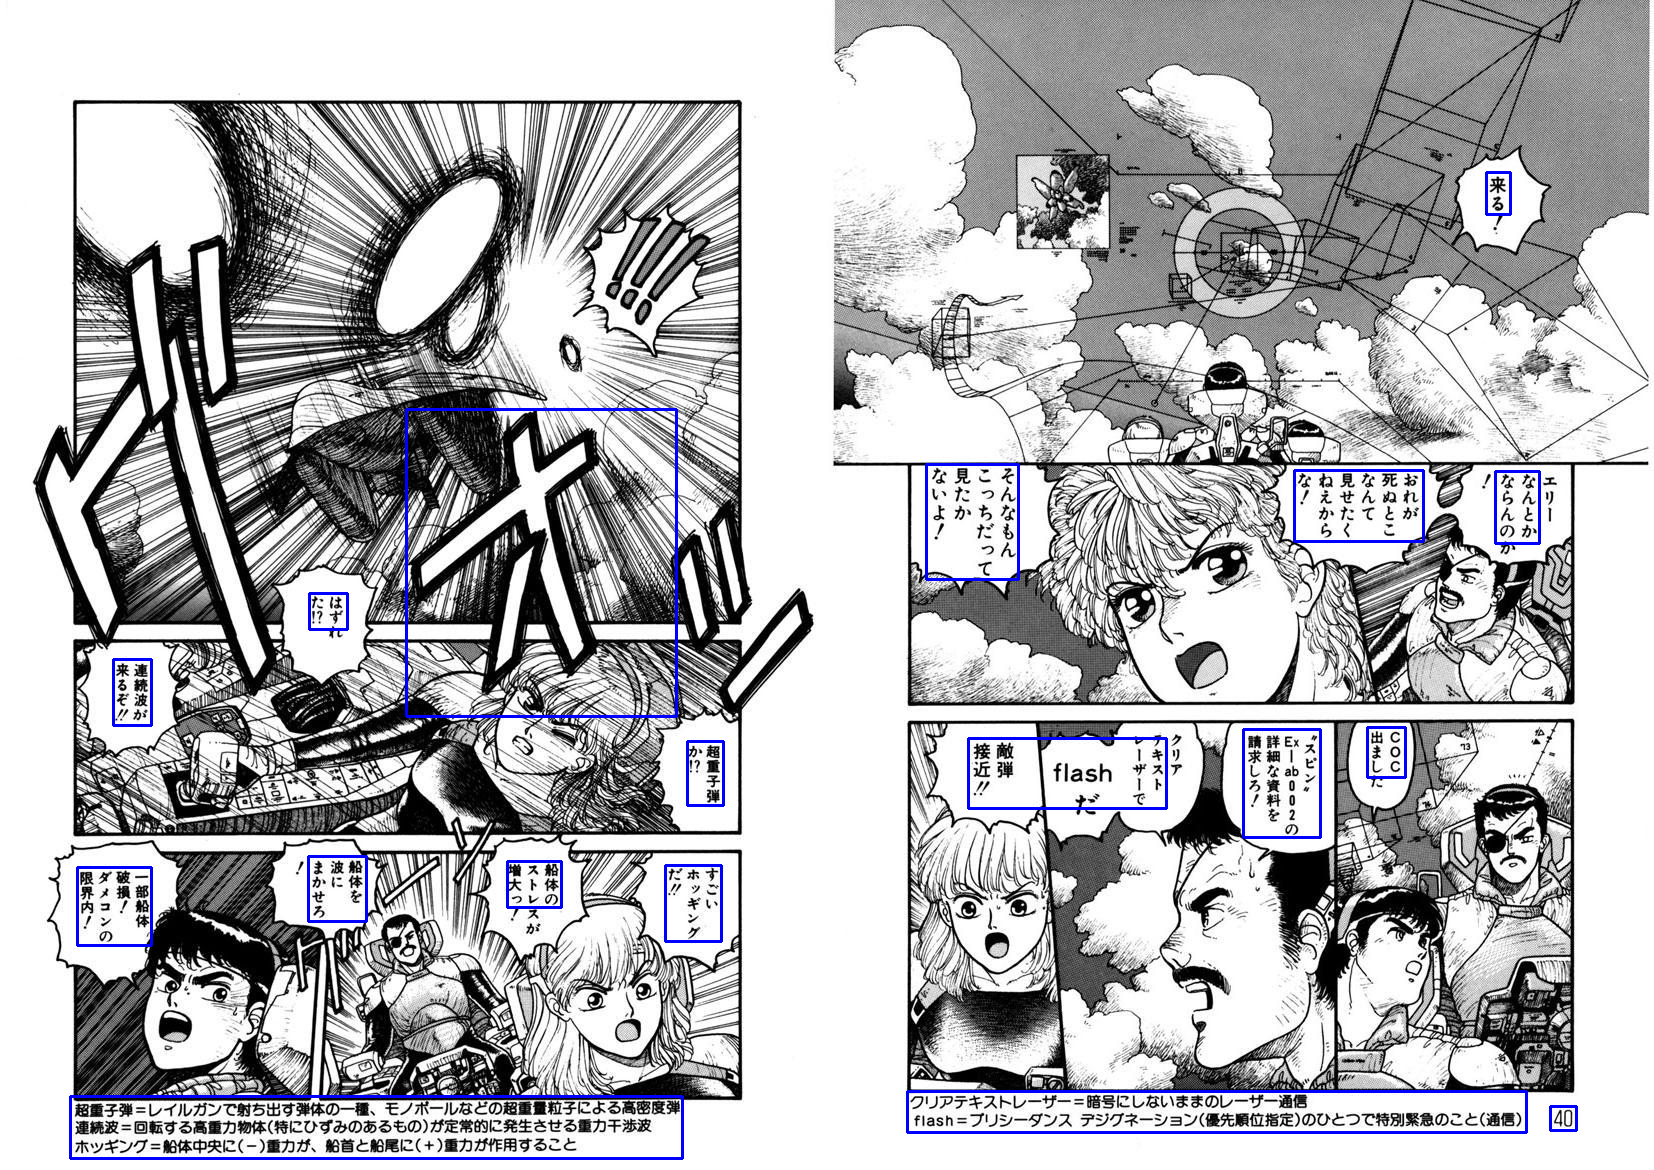 来る!
エリー
なんとか
ならんのか
!
おれが
死ぬとこ
なんて
見せたく
ねえから
な!
そんなもん
こっちだって
見たか
ないよ!
COC
出ました
"スピン"
Ex-lab002の
詳細な資料を
請求しろ!
クリア
テキスト
レーザーで
flash
だ
敵弾
接近!!
クリアテキストレーザー=暗号にしないままのレーザー通信
flash=プリシーダンス デジグネーション(優先順位指定)のひとつで特別緊急のこと(通信)
40
!!!
ドオッ
はずれ
た!?
連続波が
来るぞ!!
超重子弾
か!?
すごい
ホッギング
だ!!
船体の
ストレスが
増大っ!
船体を
波に
まかせろ
!
一部船体
破損!
ダメコンの
限界内!
超重子弾=レイルガンで射ち出す弾体の一種、モノポールなどの超重量粒子による高密度弾
連続波=回転する高重力物体(特にひずみのあるもの)が定常的に発生させる重力干渉波
ホッギング=船体中央に(-)重力が、船首と船尾に(+)重力が作用すること